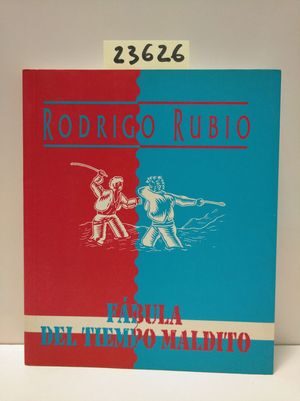 23626
RODRIGO RUBIO
FÁBULA
DEL TIEMPO MALDITO